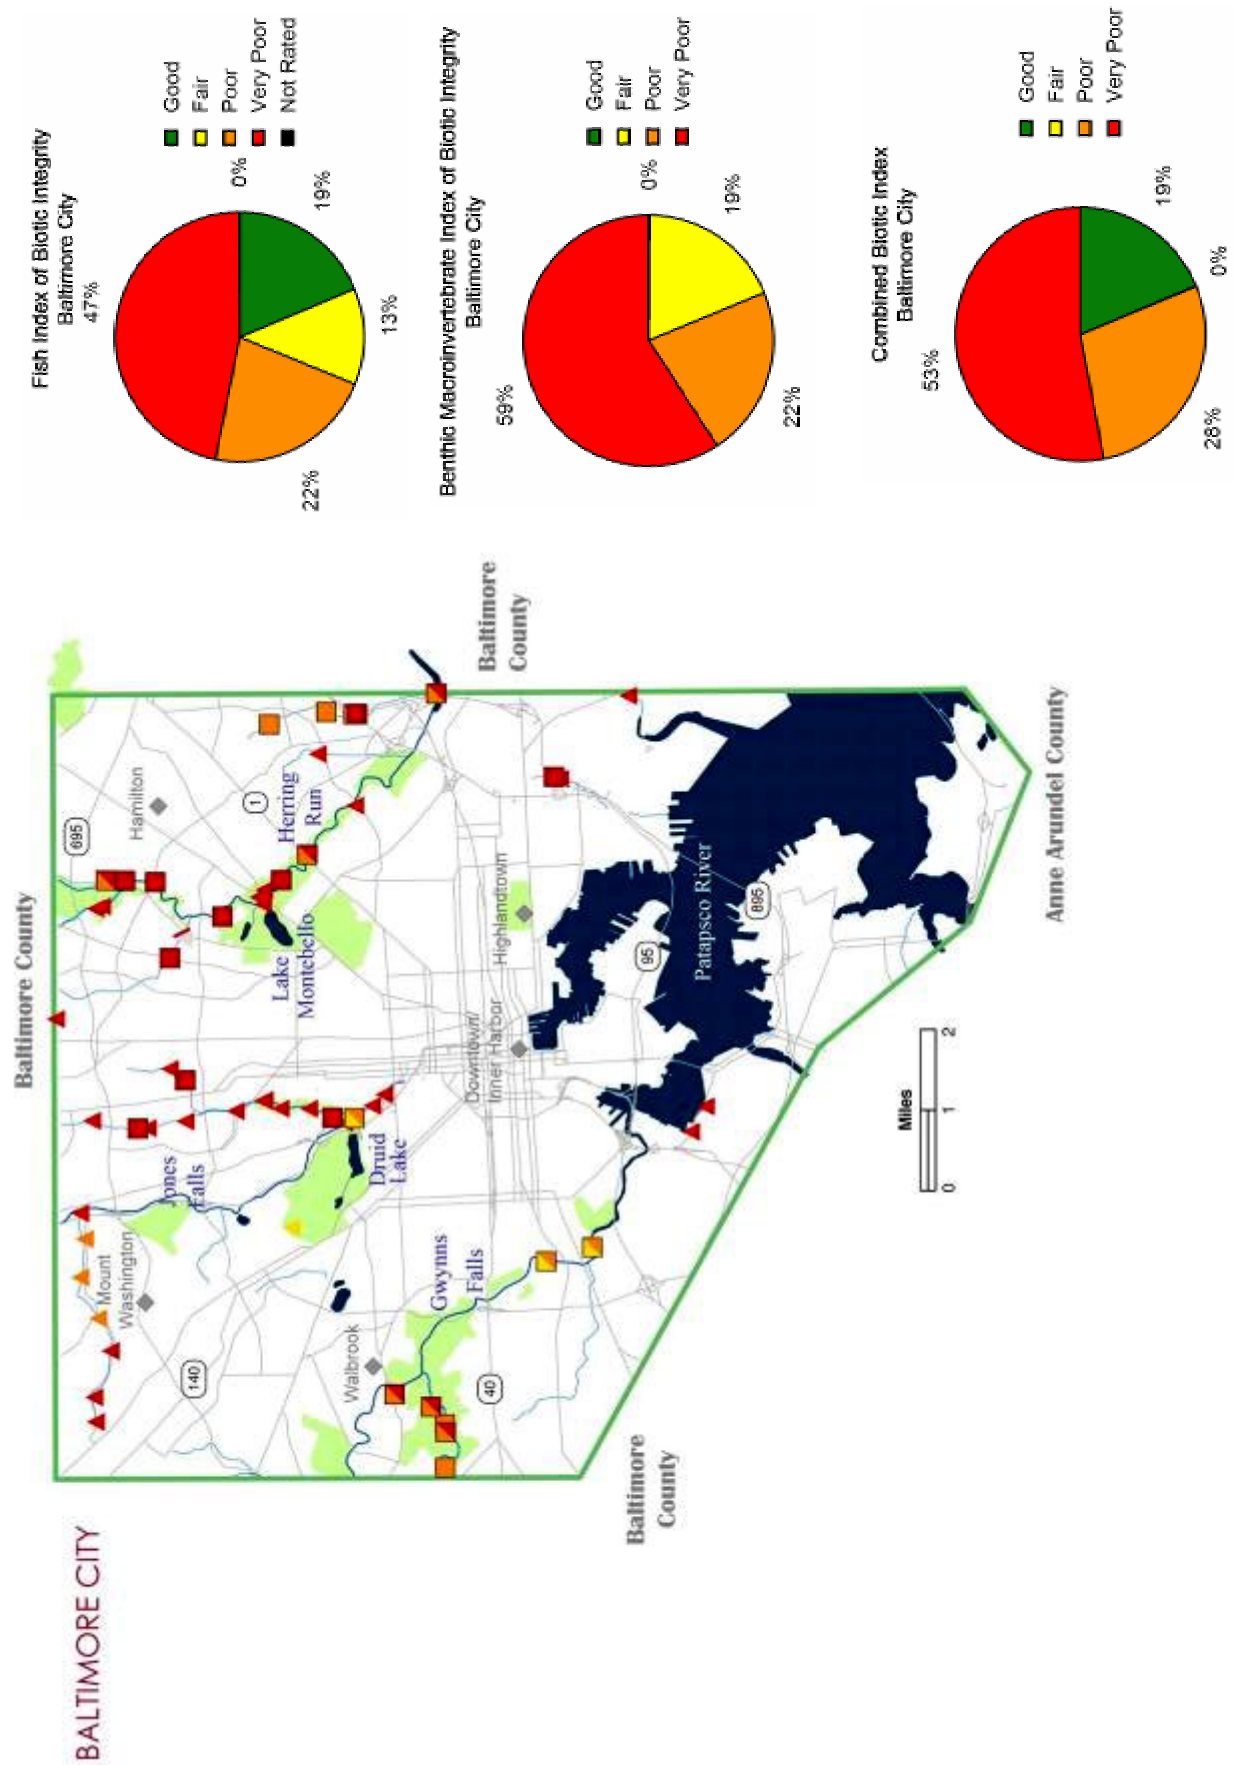 BALTIMORE CITY
Baltimore County
695
Hamilton
1
Herring
Run
Lake
Montebello
Jones
Falls
Mount
Washington
140
Druid
Lake
Walbrook
Gwynns
Falls
40
Downtown/
Inner Harbor
Highlandtown
95
Patapsco River
895
Baltimore
County
Baltimore
County
Anne Arundel County
Miles
0 1 2
Fish Index of Biotic Integrity
Baltimore City
47%
0%
19%
13%
22%
Good
Fair
Poor
Very Poor
Not Rated
Benthic Macroinvertebrate Index of Biotic Integrity
Baltimore City
59%
0%
19%
22%
Good
Fair
Poor
Very Poor
Combined Biotic Index
Baltimore City
53%
19%
0%
28%
Good
Fair
Poor
Very Poor